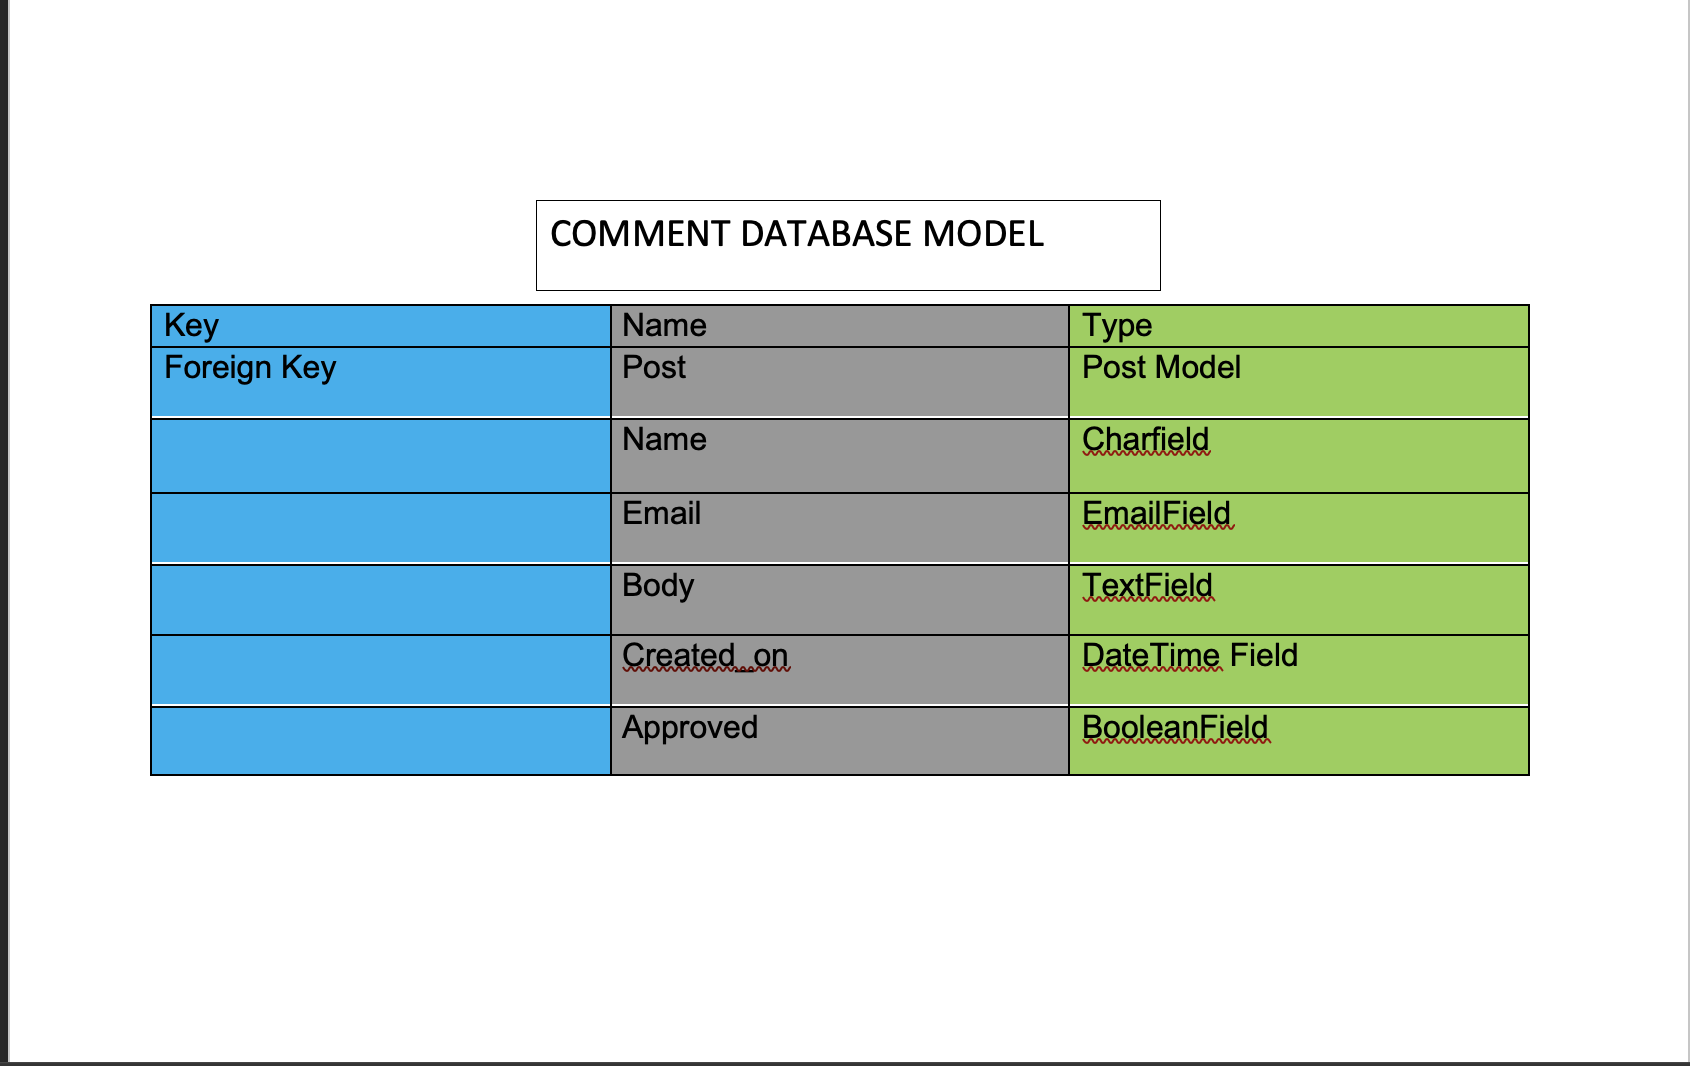 COMMENT DATABASE MODEL
Key Name Type
Foreign Key Post Post Model
Name Charfield
Email EmailField
Body TextField
Created_on DateTime Field
Approved BooleanField